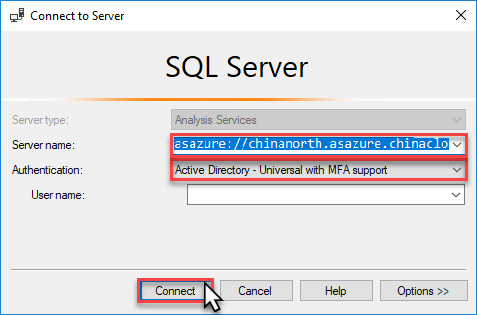 Connect to Server
SQL Server
Server type: Analysis Services
Server name: asazure://chinanorth.asazure.chinaclo
Authentication: Active Directory - Universal with MFA support
User name:
Connect Cancel Help Options >>